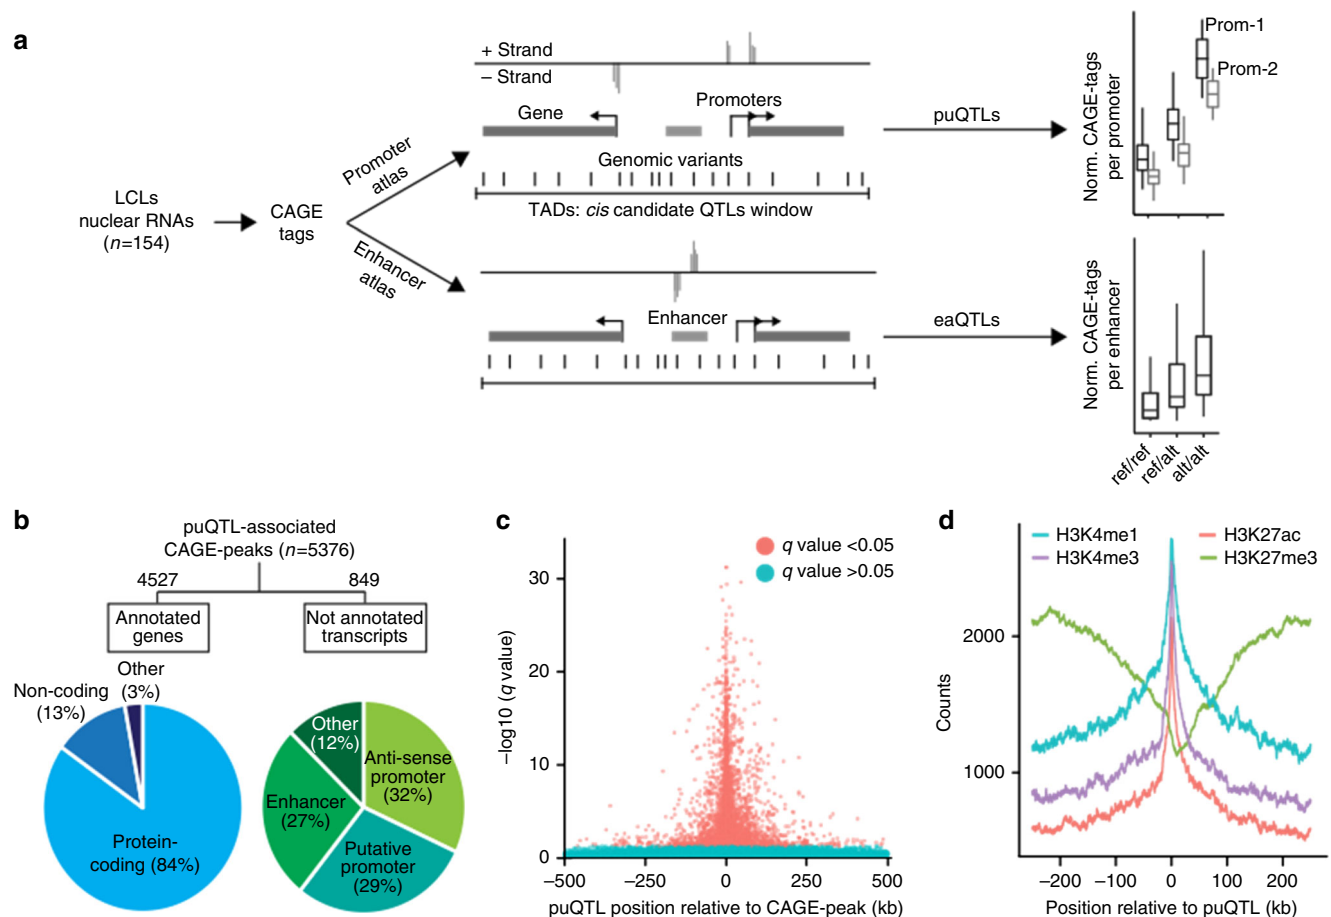 a
+ Strand
– Strand
Gene
Promoters
Genomic variants
TADs: cis candidate QTLs window
LCLs
nuclear RNAs
(n=154)
CAGE
tags
Promoter
atlas
Enhancer
atlas
Enhancer
puQTLs
eaQTLs
Norm. CAGE-tags
per promoter
Prom-1
Prom-2
Norm. CAGE-tags
per enhancer
ref/ref
ref/alt
alt/alt
b
puQTL-associated
CAGE-peaks (n=5376)
4527
849
Annotated
genes
Not annotated
transcripts
Other
(3%)
Non-coding
(13%)
Protein-
coding (84%)
Other
(12%)
Anti-sense
promoter
(32%)
Enhancer
(27%)
Putative
promoter
(29%)
c
q value <0.05
q value >0.05
–log10 (q value)
30
20
10
0
–500
–250
0
250
500
puQTL position relative to CAGE-peak (kb)
d
H3K4me1
H3K4me3
H3K27ac
H3K27me3
Counts
2000
1000
–200
–100
0
100
200
Position relative to puQTL (kb)